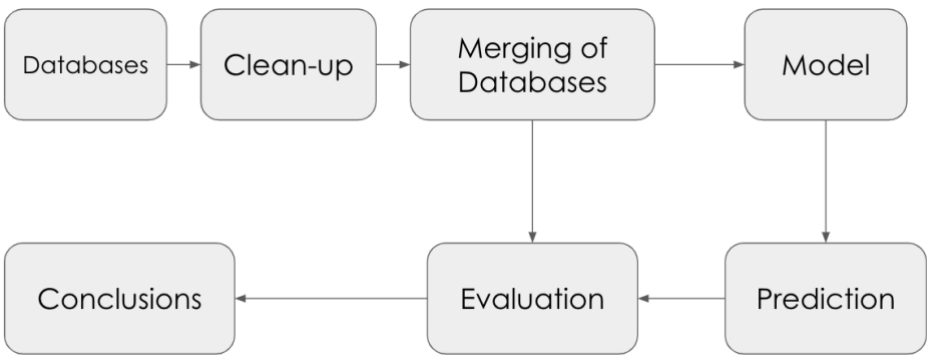 Databases
Clean-up
Merging of
Databases
Model
Conclusions
Evaluation
Prediction